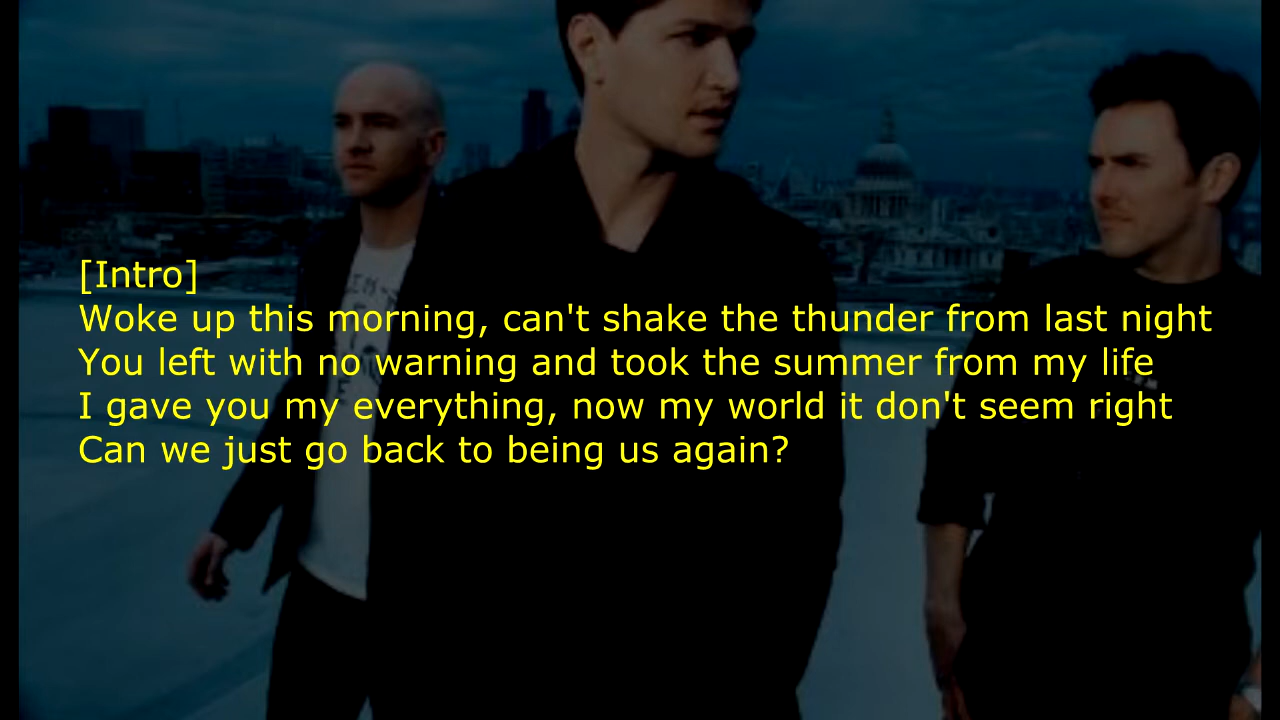 [Intro]
Woke up this morning, can't shake the thunder from last night
You left with no warning and took the summer from my life
I gave you my everything, now my world it don't seem right
Can we just go back to being us again?